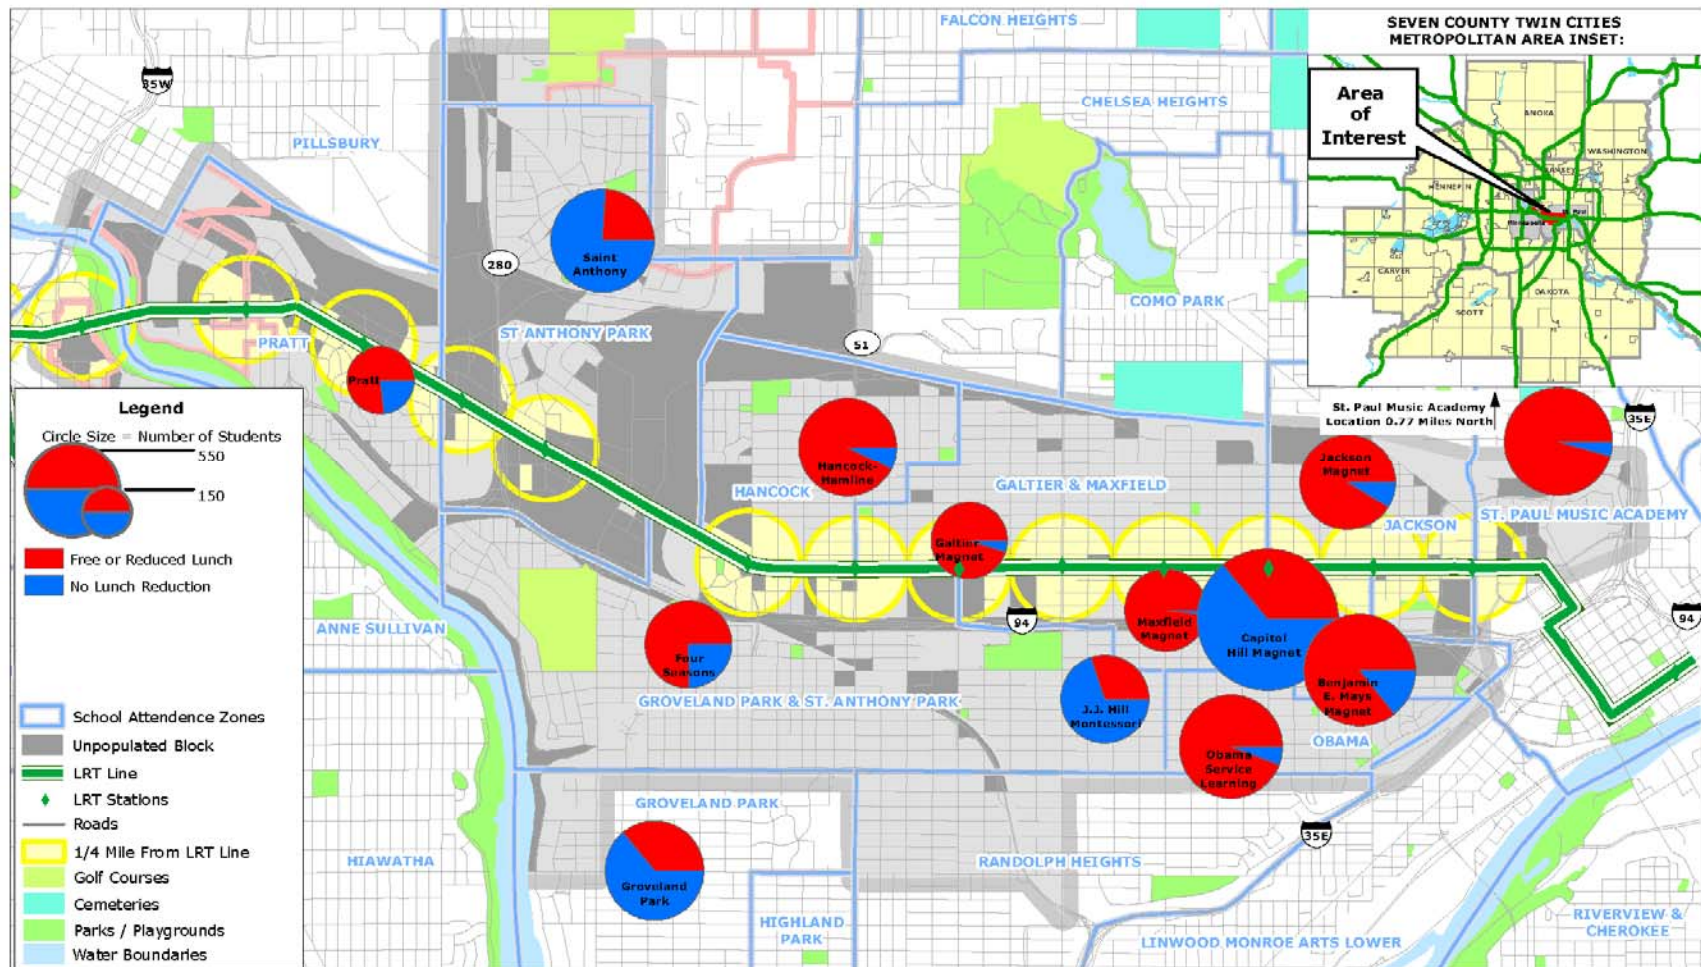 FALCON HEIGHTS
SEVEN COUNTY TWIN CITIES
METROPOLITAN AREA INSET:
35W
PILLSBURY
CHELSEA HEIGHTS
Area
of
Interest
ANOKA
WASHINGTON
RAMSEY
HENNEPIN
CARVER
SCOTT
DAKOTA
Saint
Anthony
280
COMO PARK
ST ANTHONY PARK
PRATT
51
Pratt
Legend
Circle Size = Number of Students
550
150
Free or Reduced Lunch
No Lunch Reduction
School Attendence Zones
Unpopulated Block
LRT Line
LRT Stations
Roads
1/4 Mile From LRT Line
Golf Courses
Cemeteries
Parks / Playgrounds
Water Boundaries
St. Paul Music Academy
Location 0.77 Miles North
35E
Hancock-
Hamline
Jackson
Magnet
HANCOCK
GALTIER & MAXFIELD
JACKSON
ST. PAUL MUSIC ACADEMY
Galtier
Magnet
94
94
ANNE SULLIVAN
Maxfield
Magnet
Capitol
Hill Magnet
Four
Seasons
Benjamin
E. Mays
Magnet
GROVELAND PARK & ST. ANTHONY PARK
J.J. Hill
Montessori
OBAMA
Obama
Service
Learning
GROVELAND PARK
35E
HIAWATHA
RANDOLPH HEIGHTS
Groveland
Park
HIGHLAND
PARK
LINWOOD MONROE ARTS LOWER
RIVERVIEW &
CHEROKEE